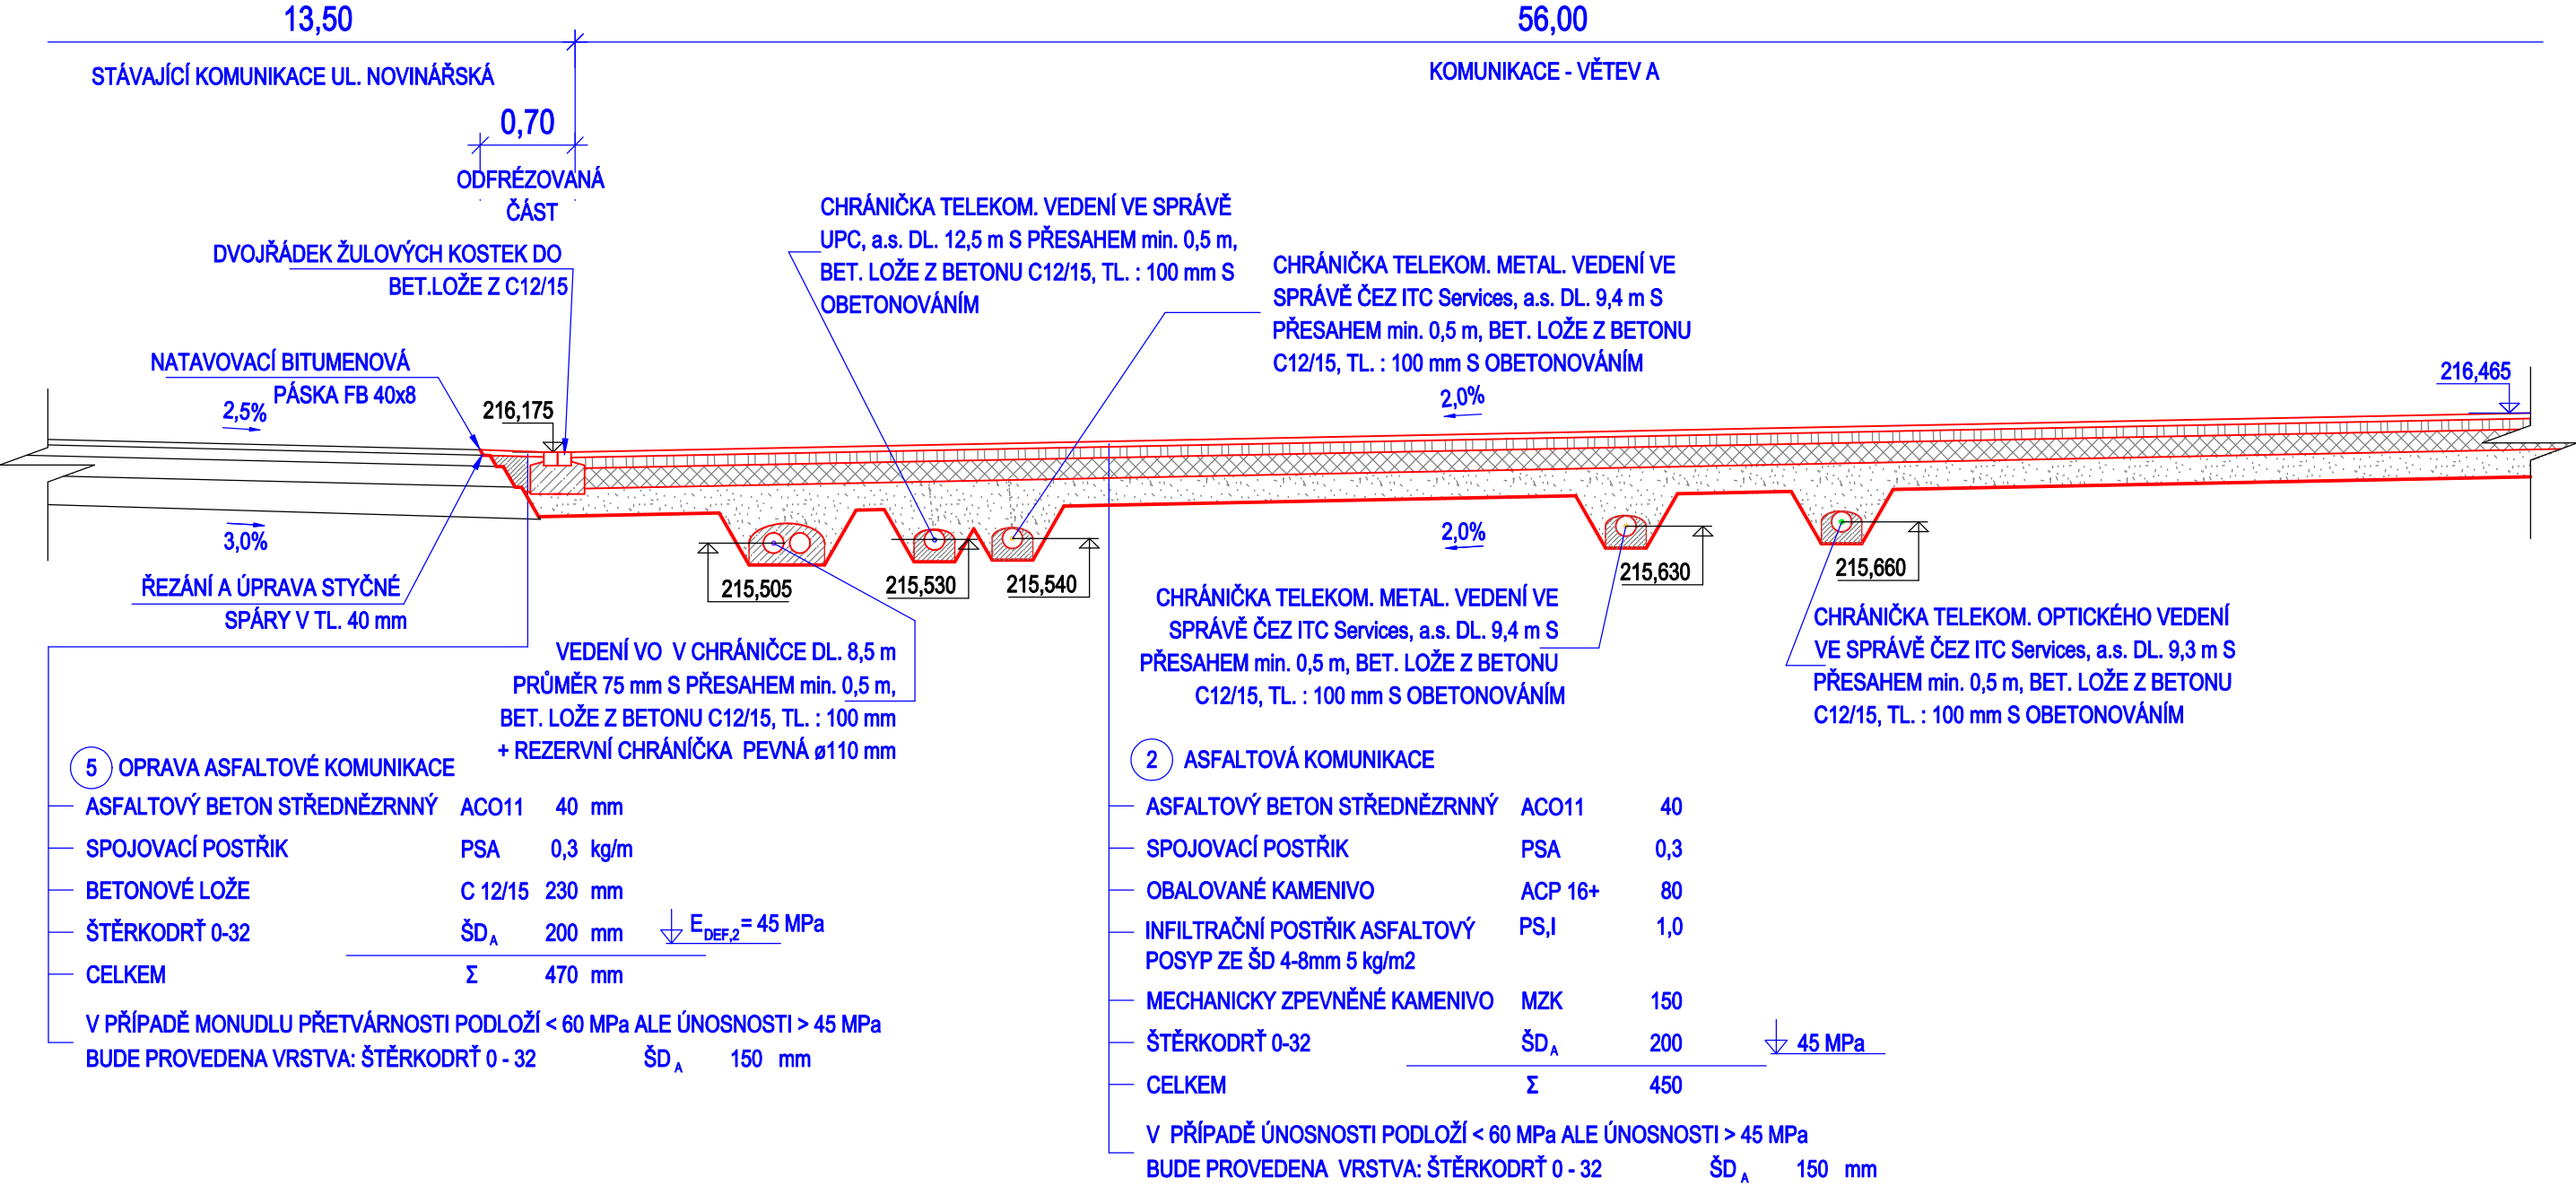 13,50
56,00
STÁVAJÍCÍ KOMUNIKACE UL. NOVINÁŘSKÁ
KOMUNIKACE - VĚTEV A
0,70
ODFRÉZOVANÁ
ČÁST
DVOJŘÁDEK ŽULOVÝCH KOSTEK DO
BET.LOŽE Z C12/15
CHRÁNIČKA TELEKOM. VEDENÍ VE SPRÁVĚ
UPC, a.s. DL. 12,5 m S PŘESAHEM min. 0,5 m,
BET. LOŽE Z BETONU C12/15, TL. : 100 mm S
OBETONOVÁNÍM
CHRÁNIČKA TELEKOM. METAL. VEDENÍ VE
SPRÁVĚ ČEZ ITC Services, a.s. DL. 9,4 m S
PŘESAHEM min. 0,5 m, BET. LOŽE Z BETONU
C12/15, TL. : 100 mm S OBETONOVÁNÍM
NATAVOVACÍ BITUMENOVÁ
PÁSKA FB 40x8
2,5%
216,175
2,0%
216,465
3,0%
2,0%
215,505
215,530
215,540
215,630
215,660
ŘEZÁNÍ A ÚPRAVA STYČNÉ
SPÁRY V TL. 40 mm
VEDENÍ VO V CHRÁNIČCE DL. 8,5 m
PRŮMĚR 75 mm S PŘESAHEM min. 0,5 m,
BET. LOŽE Z BETONU C12/15, TL. : 100 mm
+ REZERVNÍ CHRÁNÍČKA PEVNÁ ø110 mm
CHRÁNIČKA TELEKOM. METAL. VEDENÍ VE
SPRÁVĚ ČEZ ITC Services, a.s. DL. 9,4 m S
PŘESAHEM min. 0,5 m, BET. LOŽE Z BETONU
C12/15, TL. : 100 mm S OBETONOVÁNÍM
CHRÁNIČKA TELEKOM. OPTICKÉHO VEDENÍ
VE SPRÁVĚ ČEZ ITC Services, a.s. DL. 9,3 m S
PŘESAHEM min. 0,5 m, BET. LOŽE Z BETONU
C12/15, TL. : 100 mm S OBETONOVÁNÍM
5 OPRAVA ASFALTOVÉ KOMUNIKACE
ASFALTOVÝ BETON STŘEDNĚZRNNÝ ACO11 40 mm
SPOJOVACÍ POSTŘIK PSA 0,3 kg/m
BETONOVÉ LOŽE C 12/15 230 mm
ŠTĚRKODRŤ 0-32 ŠDA 200 mm EDEF,2= 45 MPa
CELKEM Σ 470 mm
V PŘÍPADĚ MONUDLU PŘETVÁRNOSTI PODLOŽÍ < 60 MPa ALE ÚNOSNOSTI > 45 MPa
BUDE PROVEDENA VRSTVA: ŠTĚRKODRŤ 0 - 32 ŠDA 150 mm
2 ASFALTOVÁ KOMUNIKACE
ASFALTOVÝ BETON STŘEDNĚZRNNÝ ACO11 40
SPOJOVACÍ POSTŘIK PSA 0,3
OBALOVANÉ KAMENIVO ACP 16+ 80
INFILTRAČNÍ POSTŘIK ASFALTOVÝ PS,I 1,0
POSYP ZE ŠD 4-8mm 5 kg/m2
MECHANICKY ZPEVNĚNÉ KAMENIVO MZK 150
ŠTĚRKODRŤ 0-32 ŠDA 200 45 MPa
CELKEM Σ 450
V PŘÍPADĚ ÚNOSNOSTI PODLOŽÍ < 60 MPa ALE ÚNOSNOSTI > 45 MPa
BUDE PROVEDENA VRSTVA: ŠTĚRKODRŤ 0 - 32 ŠDA 150 mm